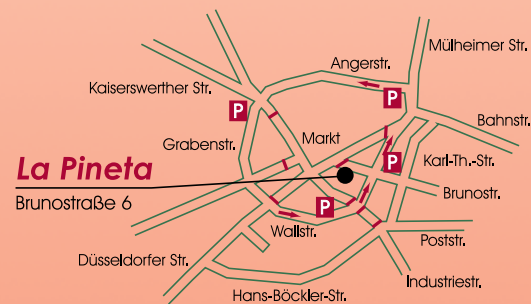 Mülheimer Str.
Angerstr.
Kaiserswerther Str.
P
P
Bahnstr.
Grabenstr.
Markt
P
Karl-Th.-Str.
La Pineta
Brunostraße 6
Brunostr.
P
Wallstr.
Poststr.
Düsseldorfer Str.
Industriestr.
Hans-Böckler-Str.